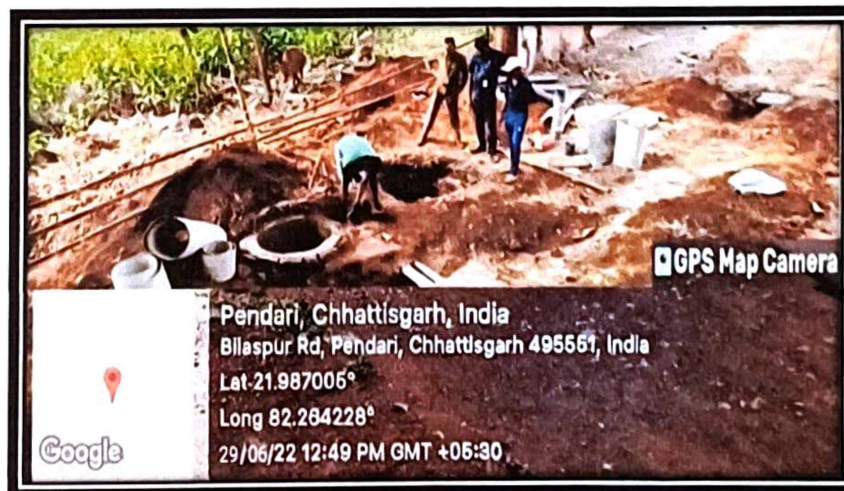 GPS Map Camera
Pendari, Chhattisgarh, India
Bilaspur Rd, Pendari, Chhattisgarh 495551, India
Lat 21.987005°
Long 82.264228°
29/06/22 12:49 PM GMT +05:30
Google